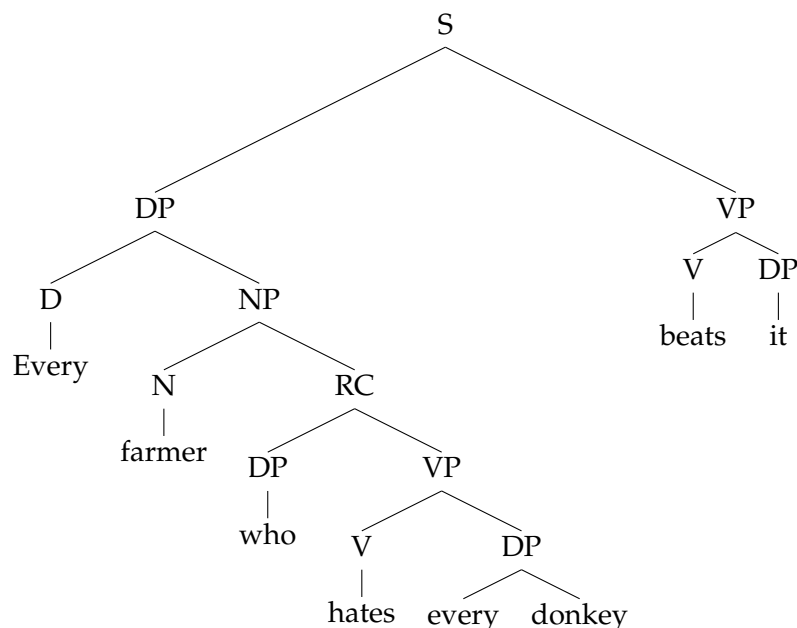 S
DP VP
D NP V DP
Every N RC beats it
farmer DP VP
who V DP
hates every donkey